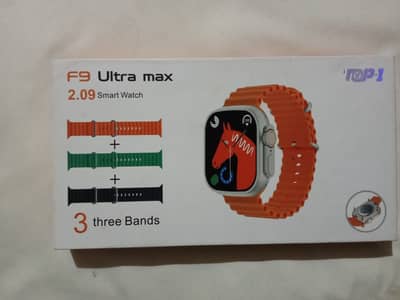 F9 Ultra max
TOP-1
2.09 Smart Watch
+
+
3 three Bands